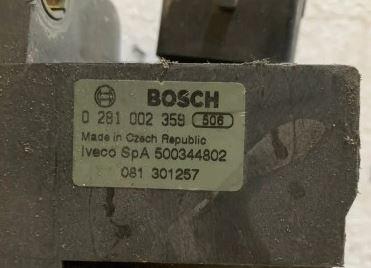 BOSCH
0 281 002 359 506
Made in Czech Republic
Iveco SpA 500344802
081 301257